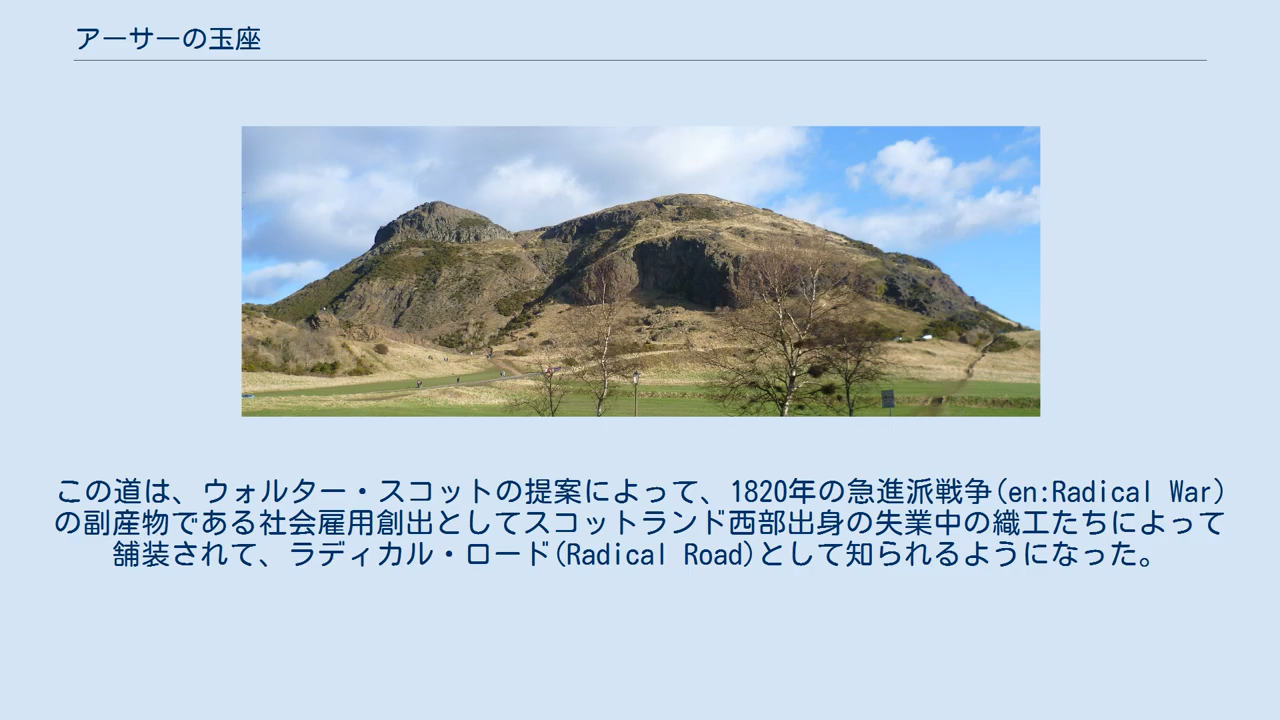 アーサーの玉座
この道は、ウォルター・スコットの提案によって、1820年の急進派戦争(en:Radical War)
の副産物である社会雇用創出としてスコットランド西部出身の失業中の織工たちによって
舗装されて、ラディカル・ロード(Radical Road)として知られるようになった。